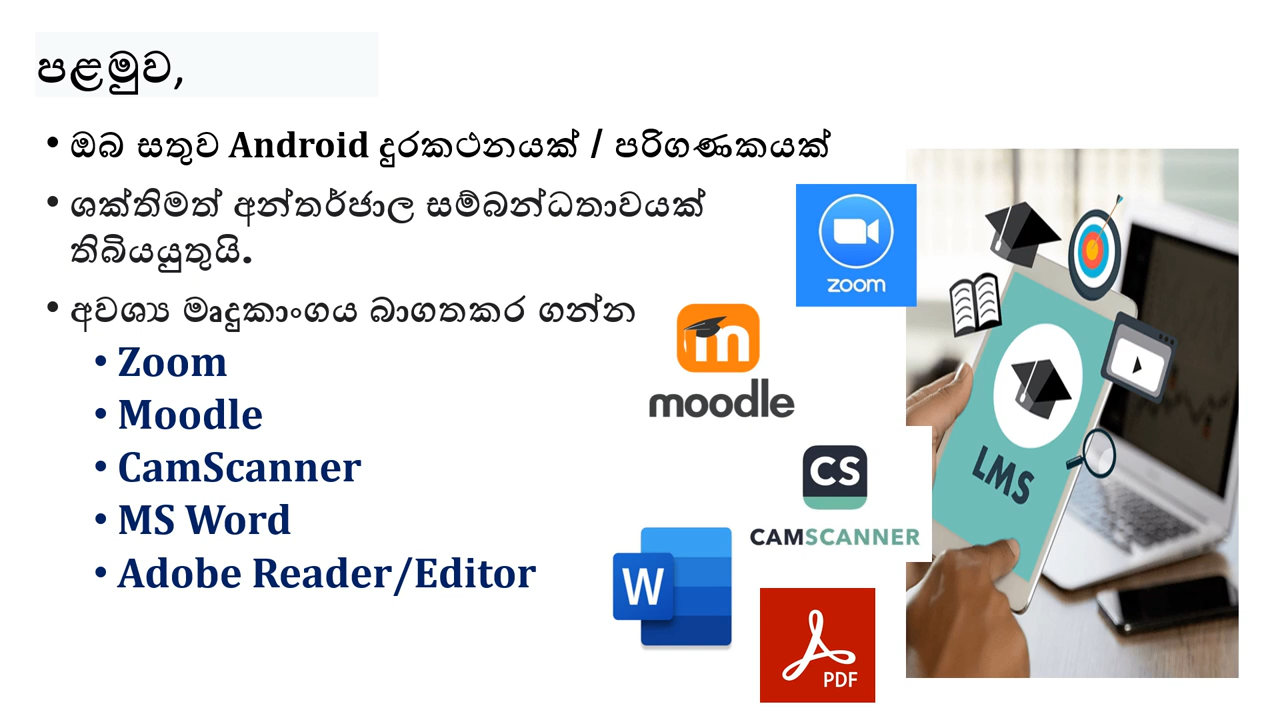 පළමුව,
• ඔබ සතුව Android දුරකථනයක් / පරිගණකයක්
• ශක්තිමත් අන්තර්ජාල සම්බන්ධතාවයක්
තිබියයුතුයි.
• අවශ්‍ය මෘදුකාංගය බාගතකර ගන්න
• Zoom
• Moodle
• CamScanner
• MS Word
• Adobe Reader/Editor
zoom
m
moodle
CS
CAMSCANNER
W
PDF
LMS